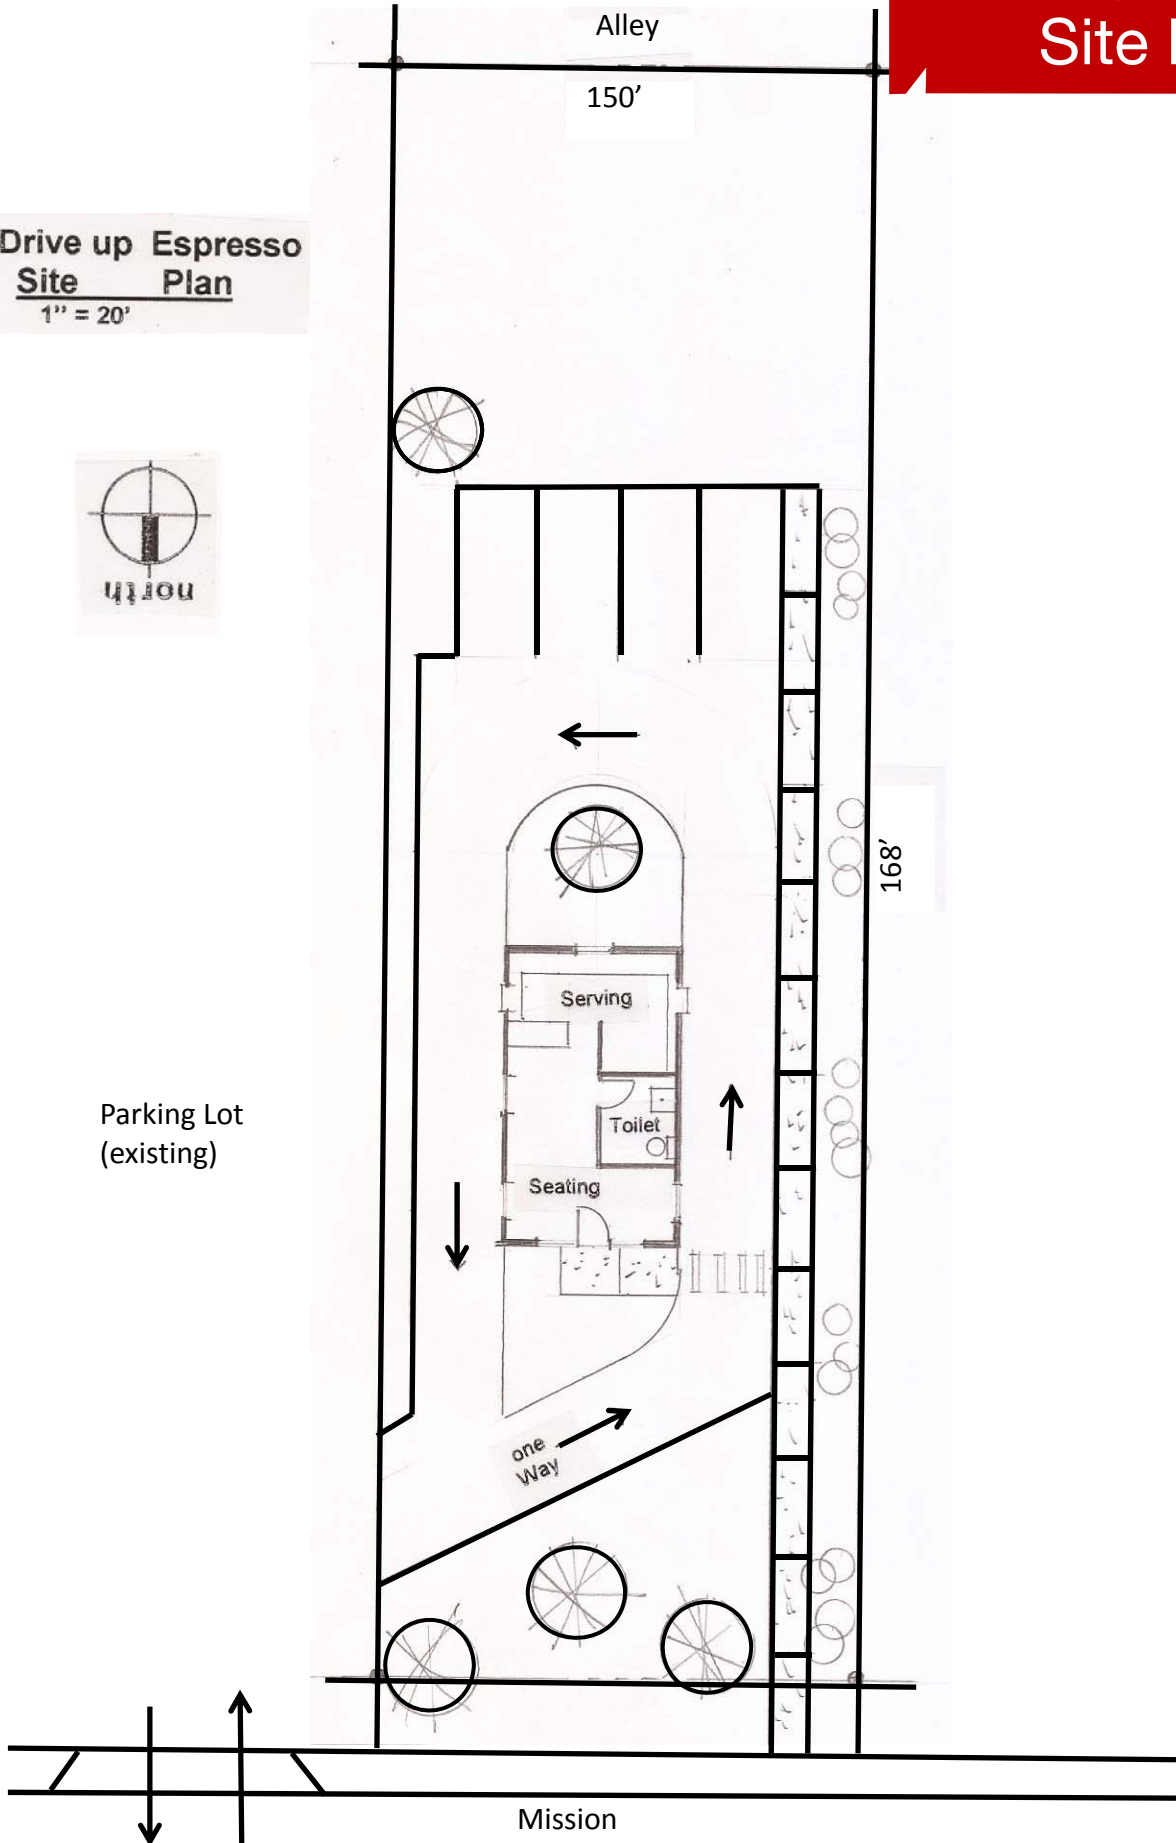 Alley
Site
150’
Drive up Espresso
Site Plan
1” = 20’
north
168’
Serving
Parking Lot
(existing)
Toilet
Seating
one
Way
Mission